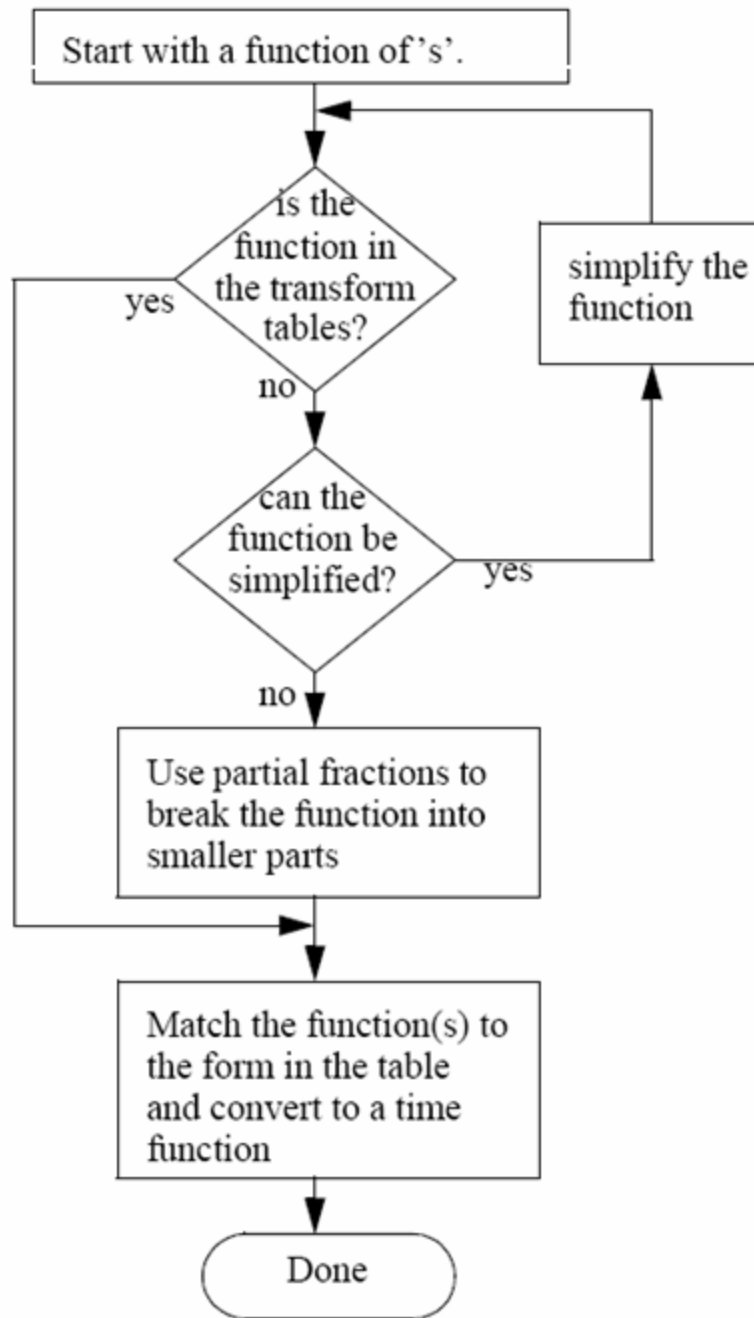 Start with a function of 's'.
is the
function in
the transform
tables?
yes
no
simplify the
function
can the
function be
simplified?
yes
no
Use partial fractions to
break the function into
smaller parts
Match the function(s) to
the form in the table
and convert to a time
function
Done